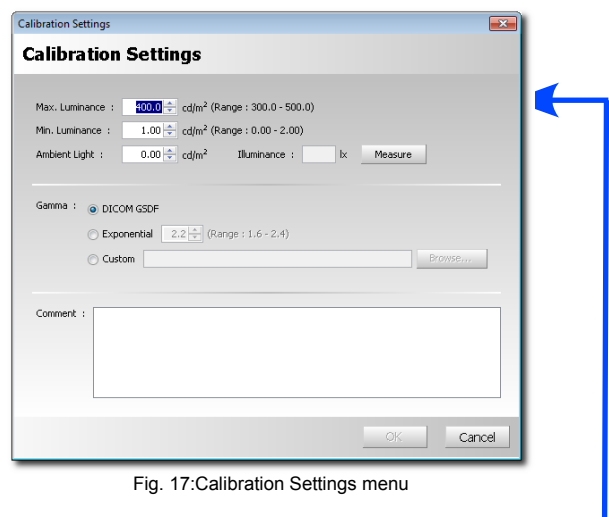 Calibration Settings
Calibration Settings
Max. Luminance : 400.0 cd/m² (Range : 300.0 - 500.0)
Min. Luminance : 1.00 cd/m² (Range : 0.00 - 2.00)
Ambient Light : 0.00 cd/m² Illuminance : lx Measure
Gamma : DICOM GSDF
Exponential 2.2 (Range : 1.6 - 2.4)
Custom Browse...
Comment :
OK Cancel
Fig. 17:Calibration Settings menu